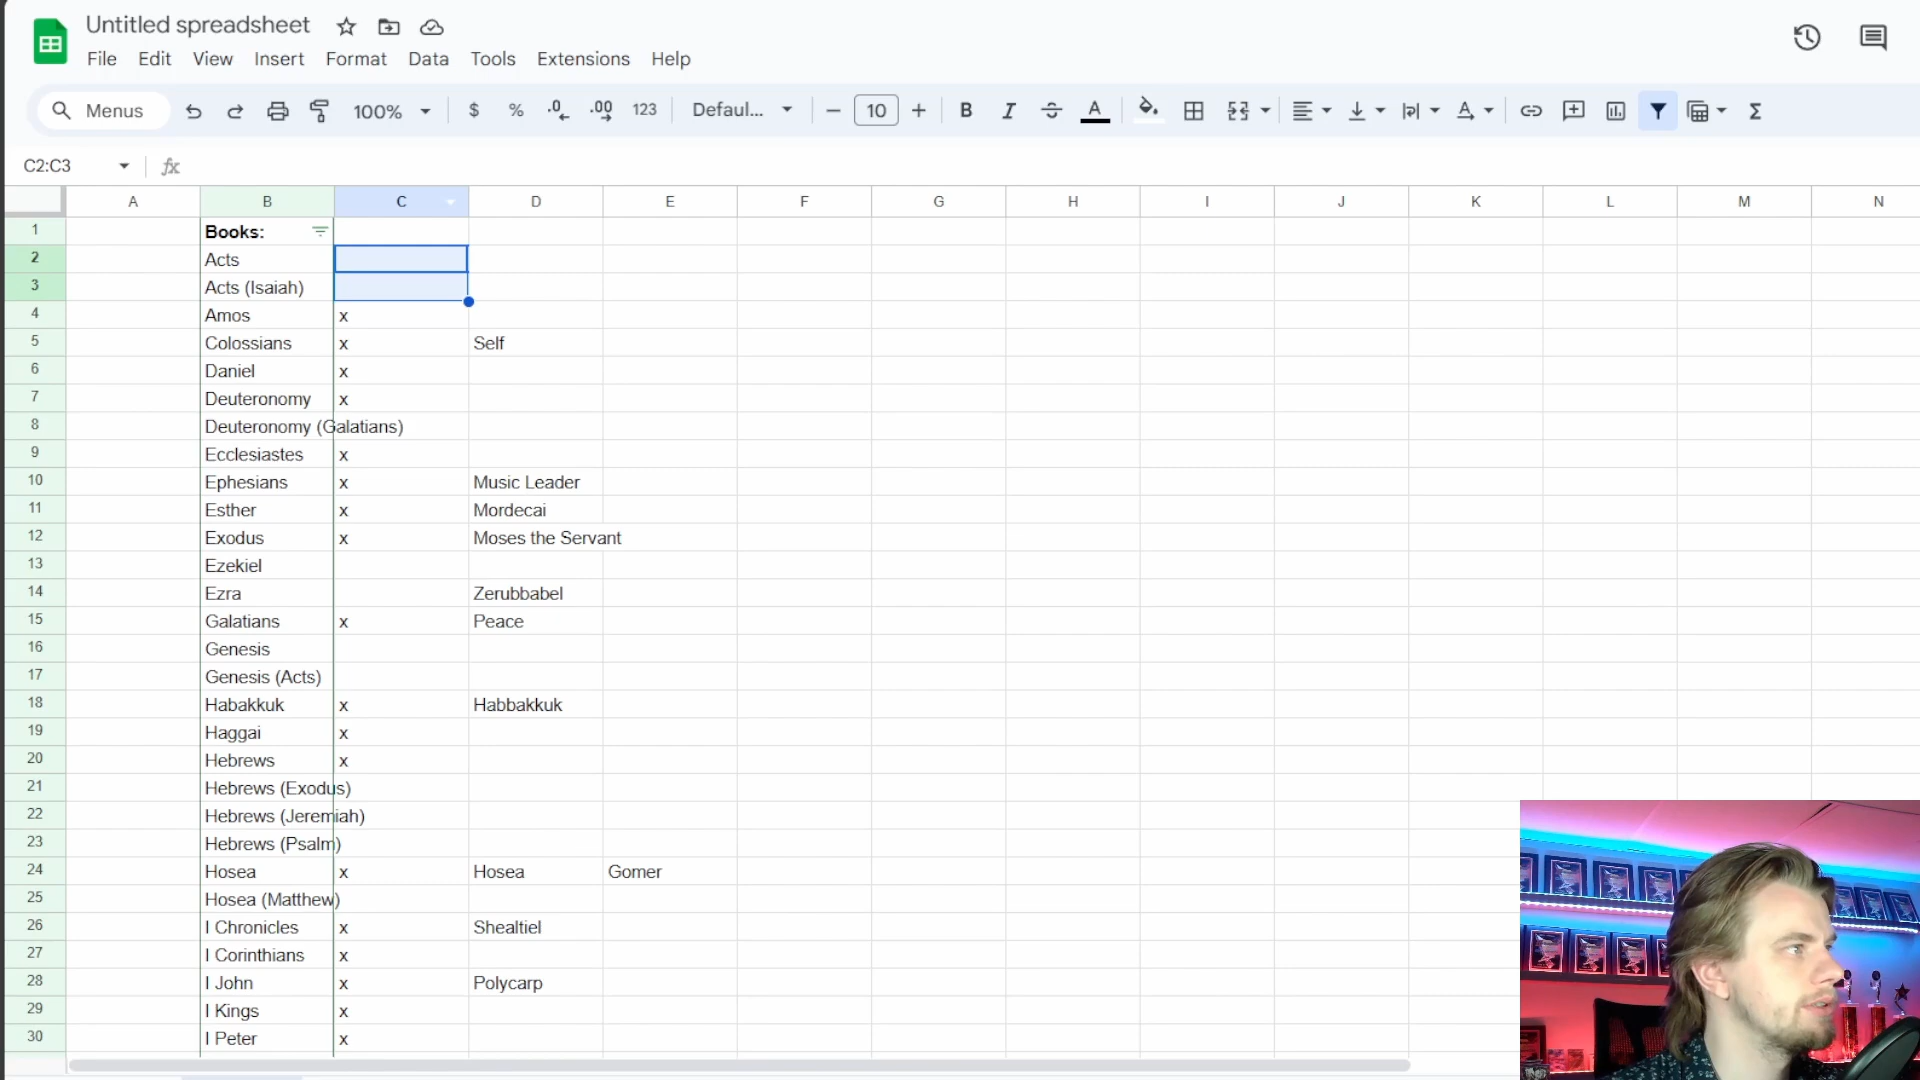 Untitled spreadsheet
File Edit View Insert Format Data Tools Extensions Help
Menus 100% $ % .0 .00 123 Defaul... 10 B I A
C2:C3 fx
A B C D E F G H I J K L M N
1 Books:
2 Acts
3 Acts (Isaiah)
4 Amos x
5 Colossians x Self
6 Daniel x
7 Deuteronomy x
8 Deuteronomy (Galatians)
9 Ecclesiastes x
10 Ephesians x Music Leader
11 Esther x Mordecai
12 Exodus x Moses the Servant
13 Ezekiel
14 Ezra Zerubbabel
15 Galatians x Peace
16 Genesis
17 Genesis (Acts)
18 Habakkuk x Habbakkuk
19 Haggai x
20 Hebrews x
21 Hebrews (Exodus)
22 Hebrews (Jeremiah)
23 Hebrews (Psalm)
24 Hosea x Hosea Gomer
25 Hosea (Matthew)
26 I Chronicles x Shealtiel
27 I Corinthians x
28 I John x Polycarp
29 I Kings x
30 I Peter x